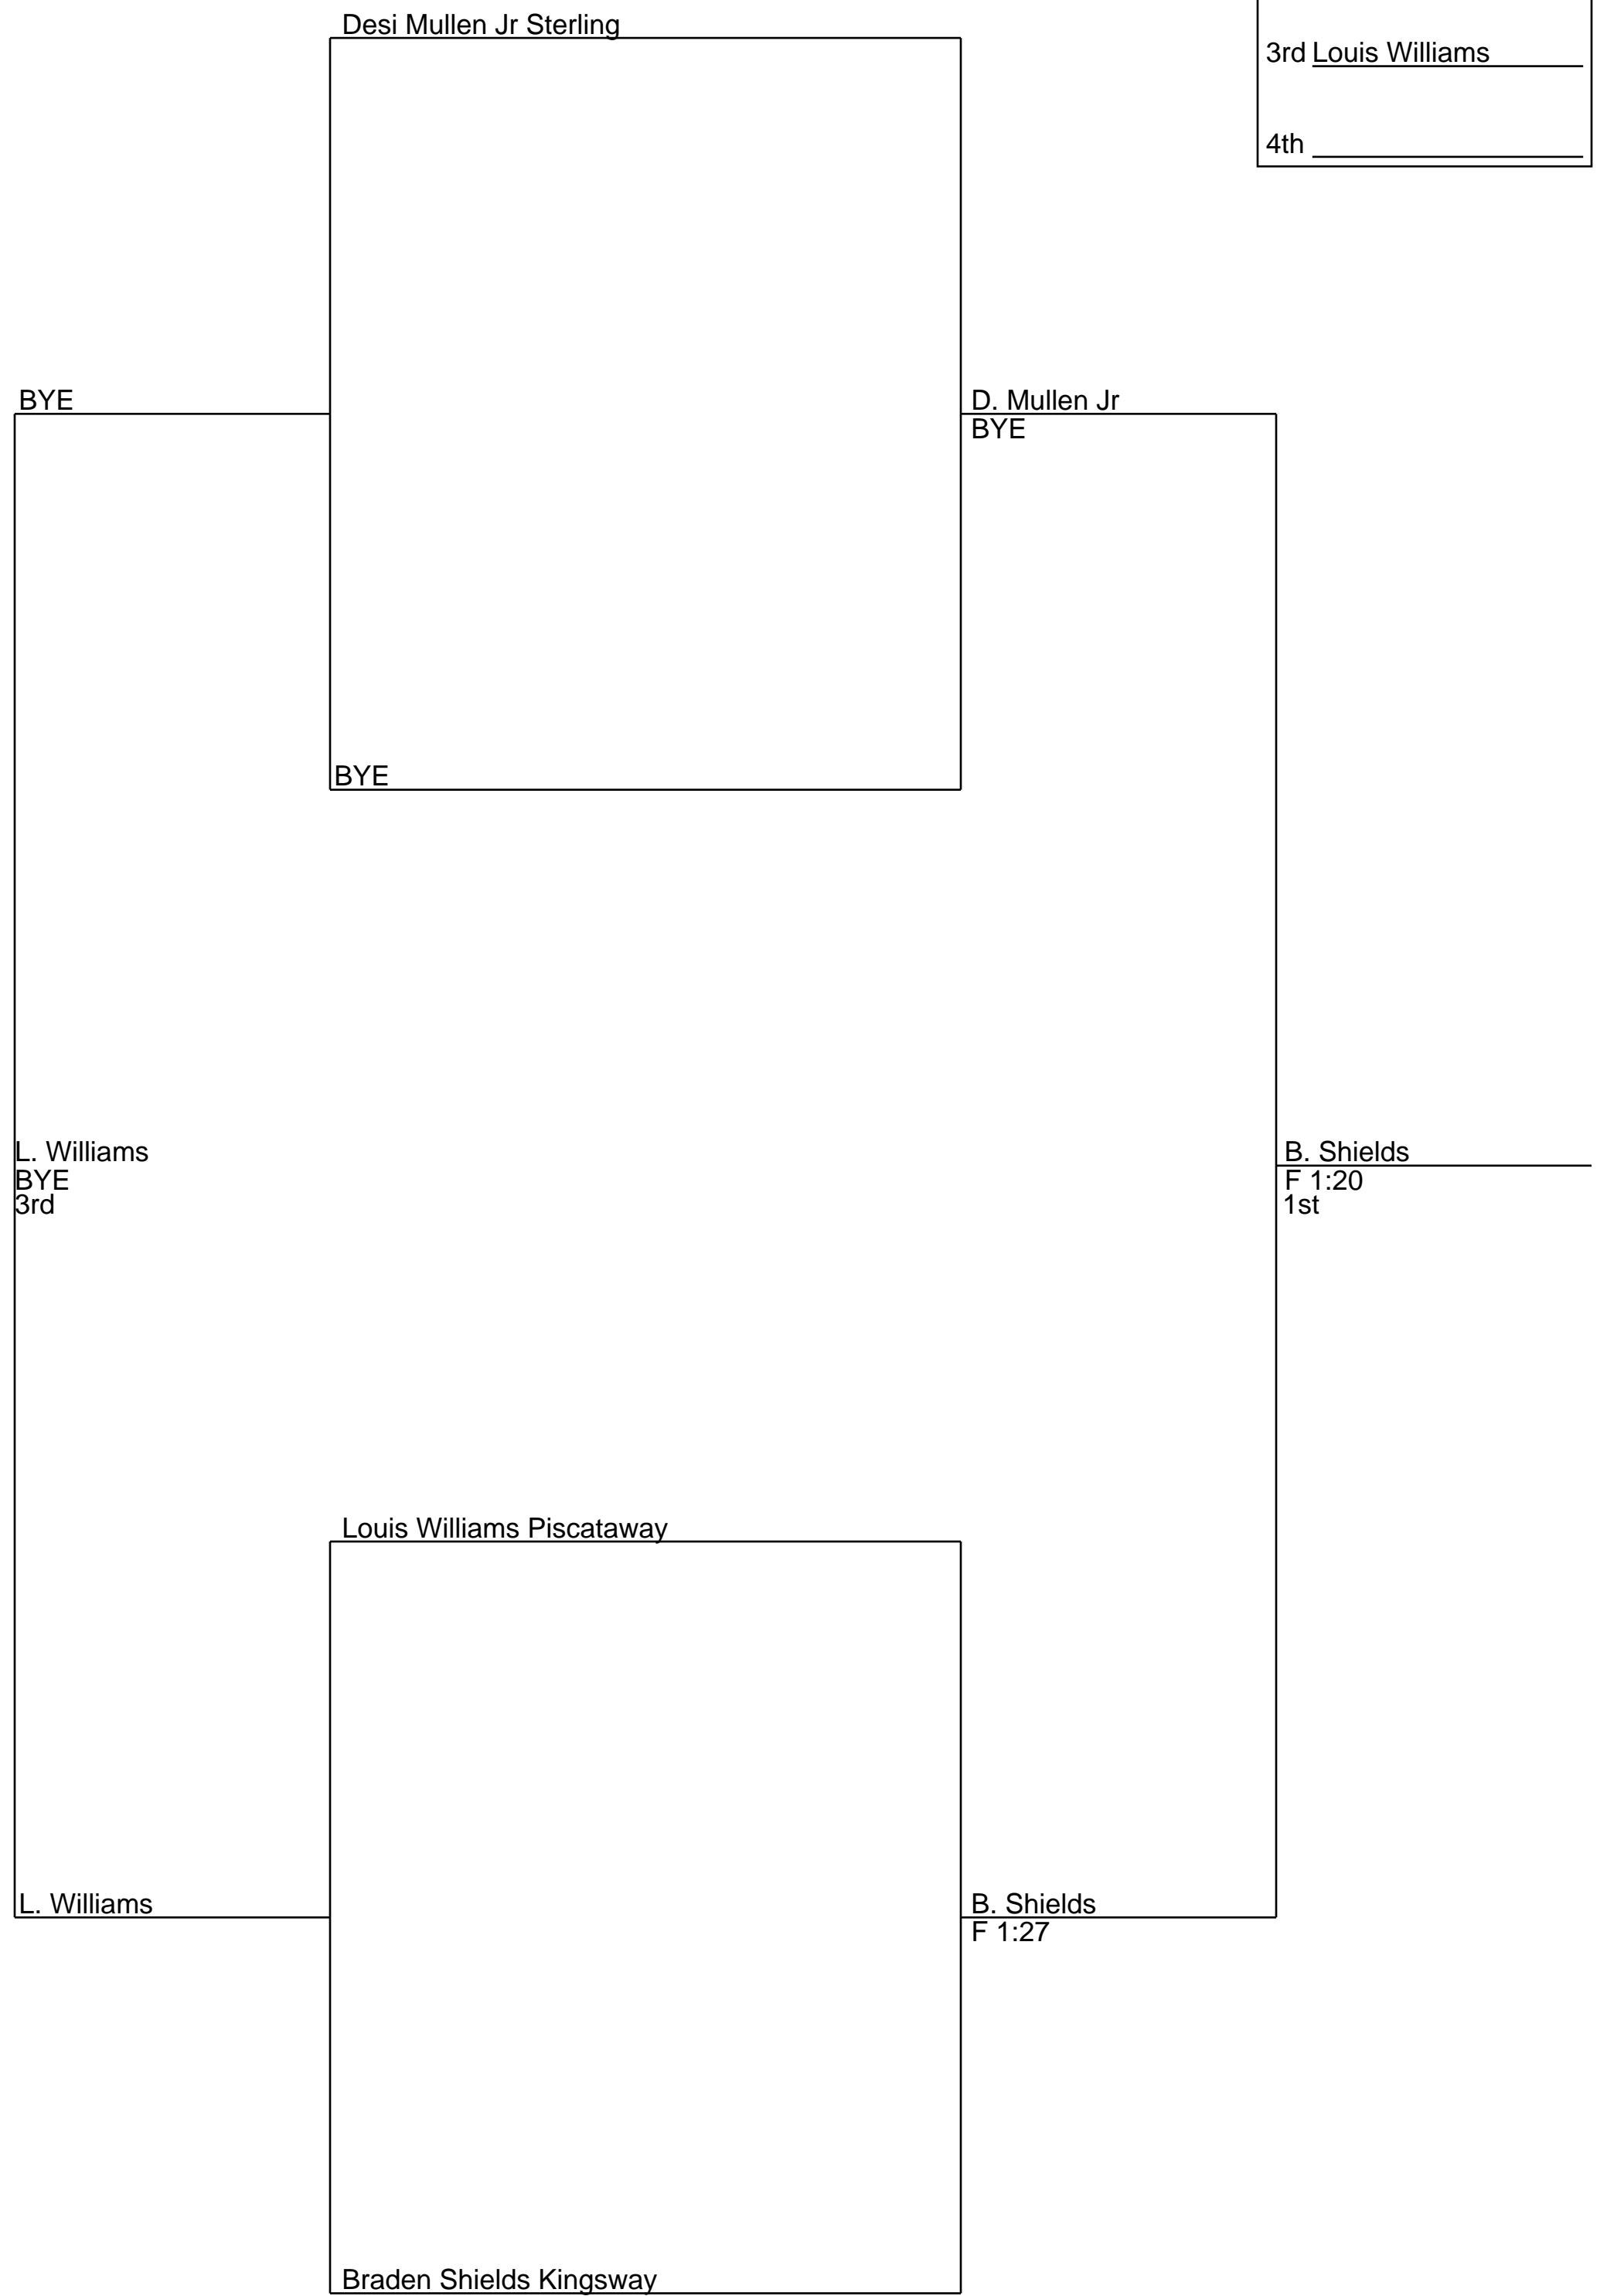 Desi Mullen Jr Sterling
3rd Louis Williams
4th
BYE
D. Mullen Jr
BYE
BYE
L. Williams
BYE
3rd
B. Shields
F 1:20
1st
Louis Williams Piscataway
L. Williams
B. Shields
F 1:27
Braden Shields Kingsway